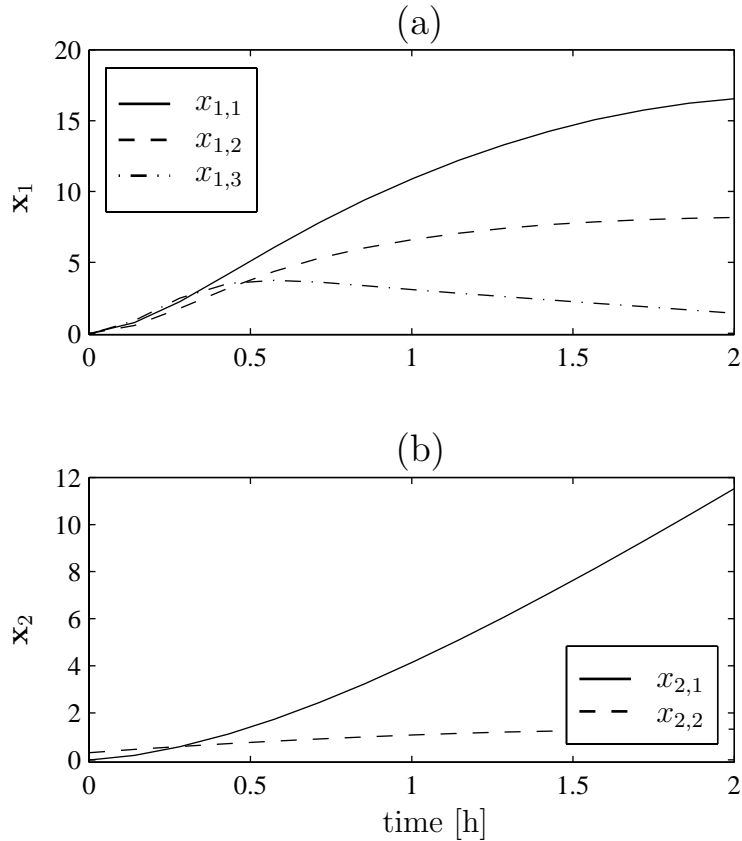 (a)
20
15
10
5
0
x₁
x₁,₁
x₁,₂
x₁,₃
0 0.5 1 1.5 2
(b)
12
10
8
6
4
2
0
x₂
x₂,₁
x₂,₂
0 0.5 1 1.5 2
time [h]